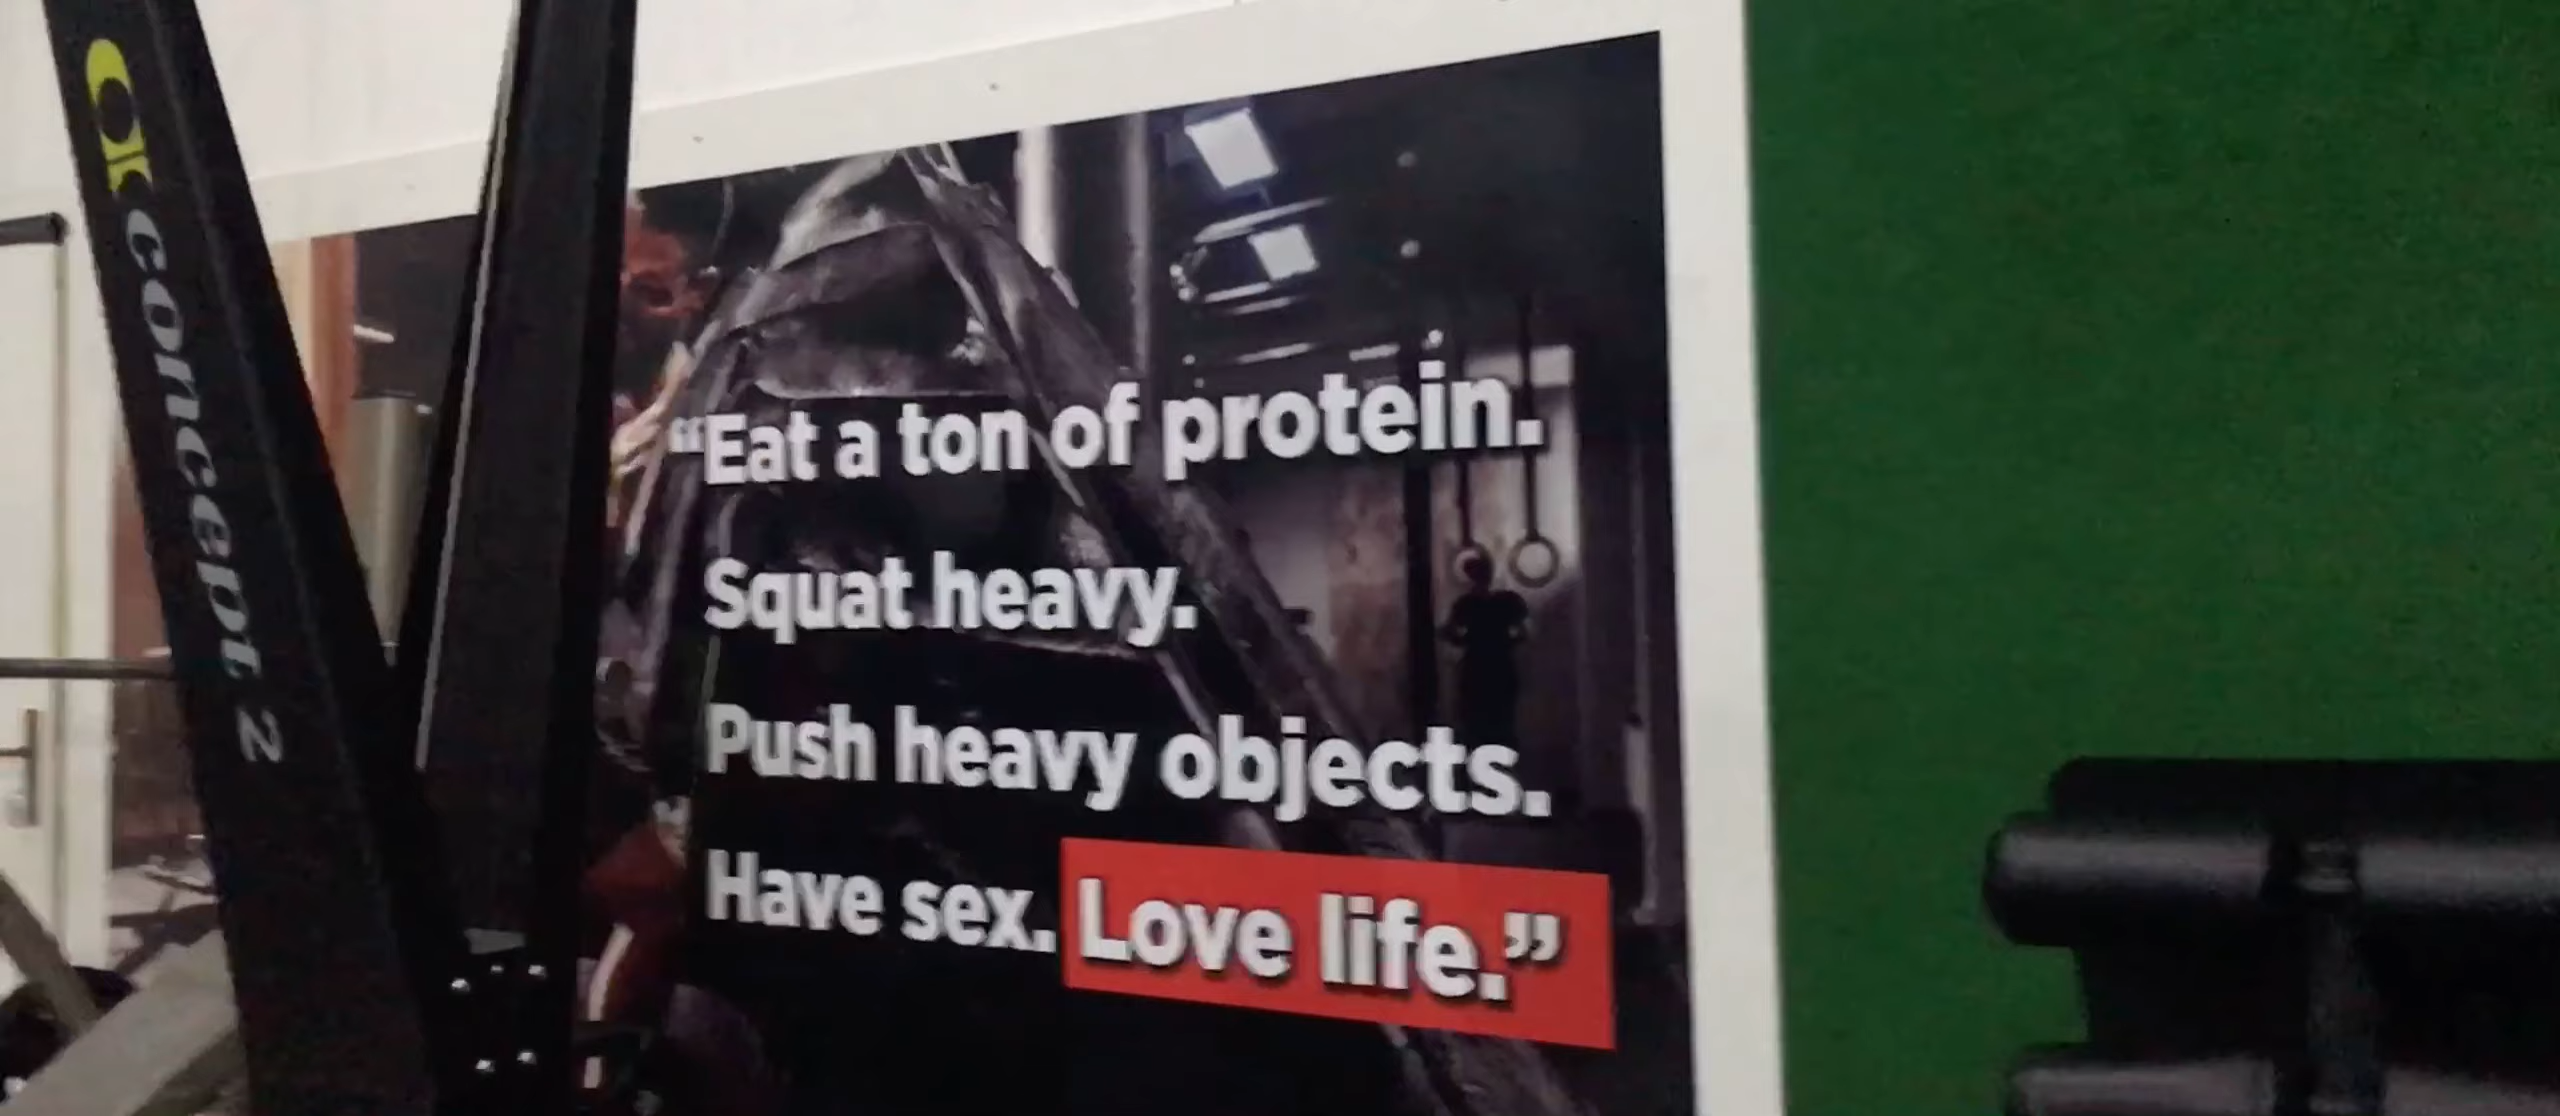 concept 2
“Eat a ton of protein.
Squat heavy.
Push heavy objects.
Have sex. Love life.”